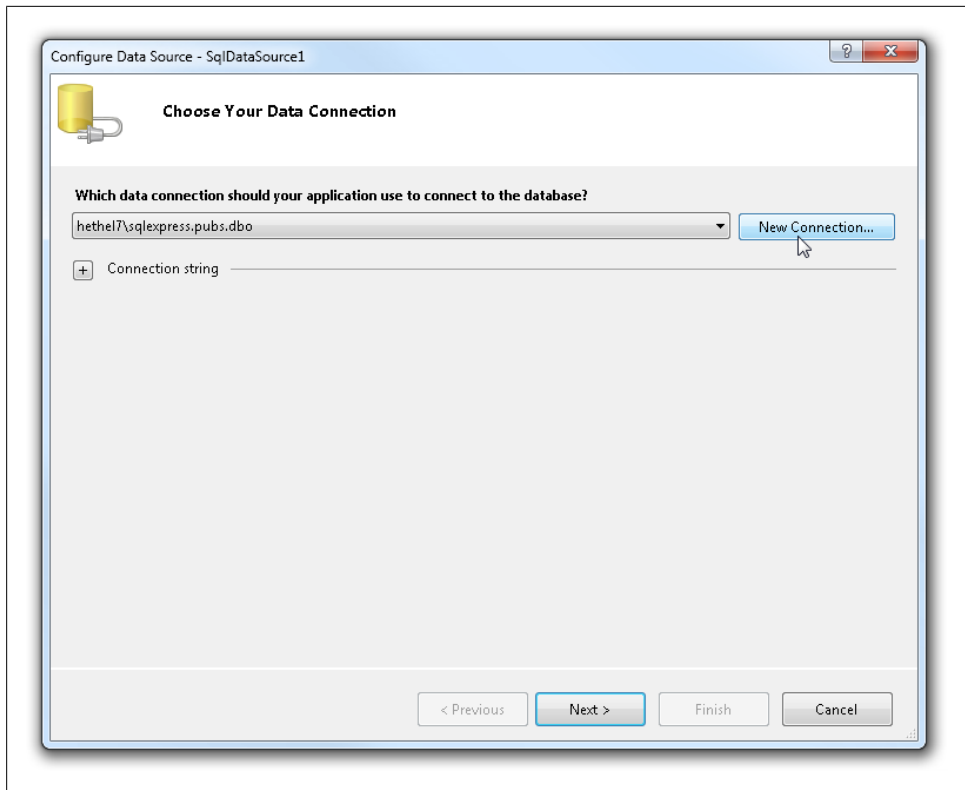 Configure Data Source - SqlDataSource1
?
X
Choose Your Data Connection
Which data connection should your application use to connect to the database?
hethel7\sqlexpress.pubs.dbo
New Connection...
+ Connection string
< Previous
Next >
Finish
Cancel